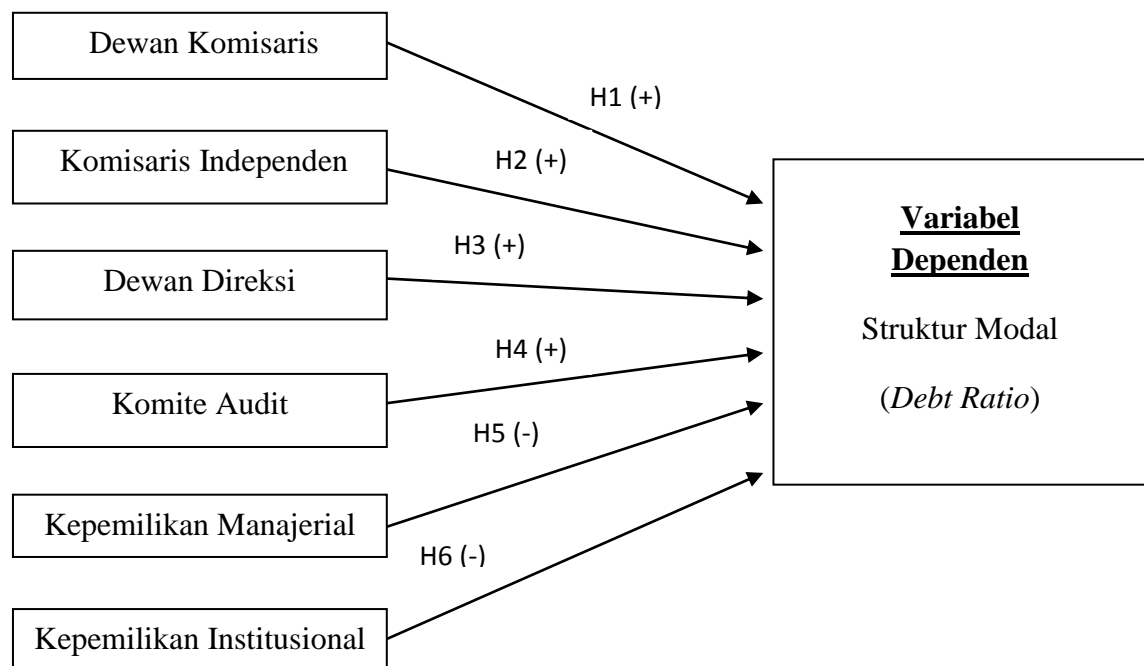 Dewan Komisaris
H1 (+)
Komisaris Independen
H2 (+)
H3 (+)
Dewan Direksi
H4 (+)
Komite Audit
H5 (-)
Kepemilikan Manajerial
H6 (-)
Kepemilikan Institusional
Variabel
Dependen
Struktur Modal
(Debt Ratio)